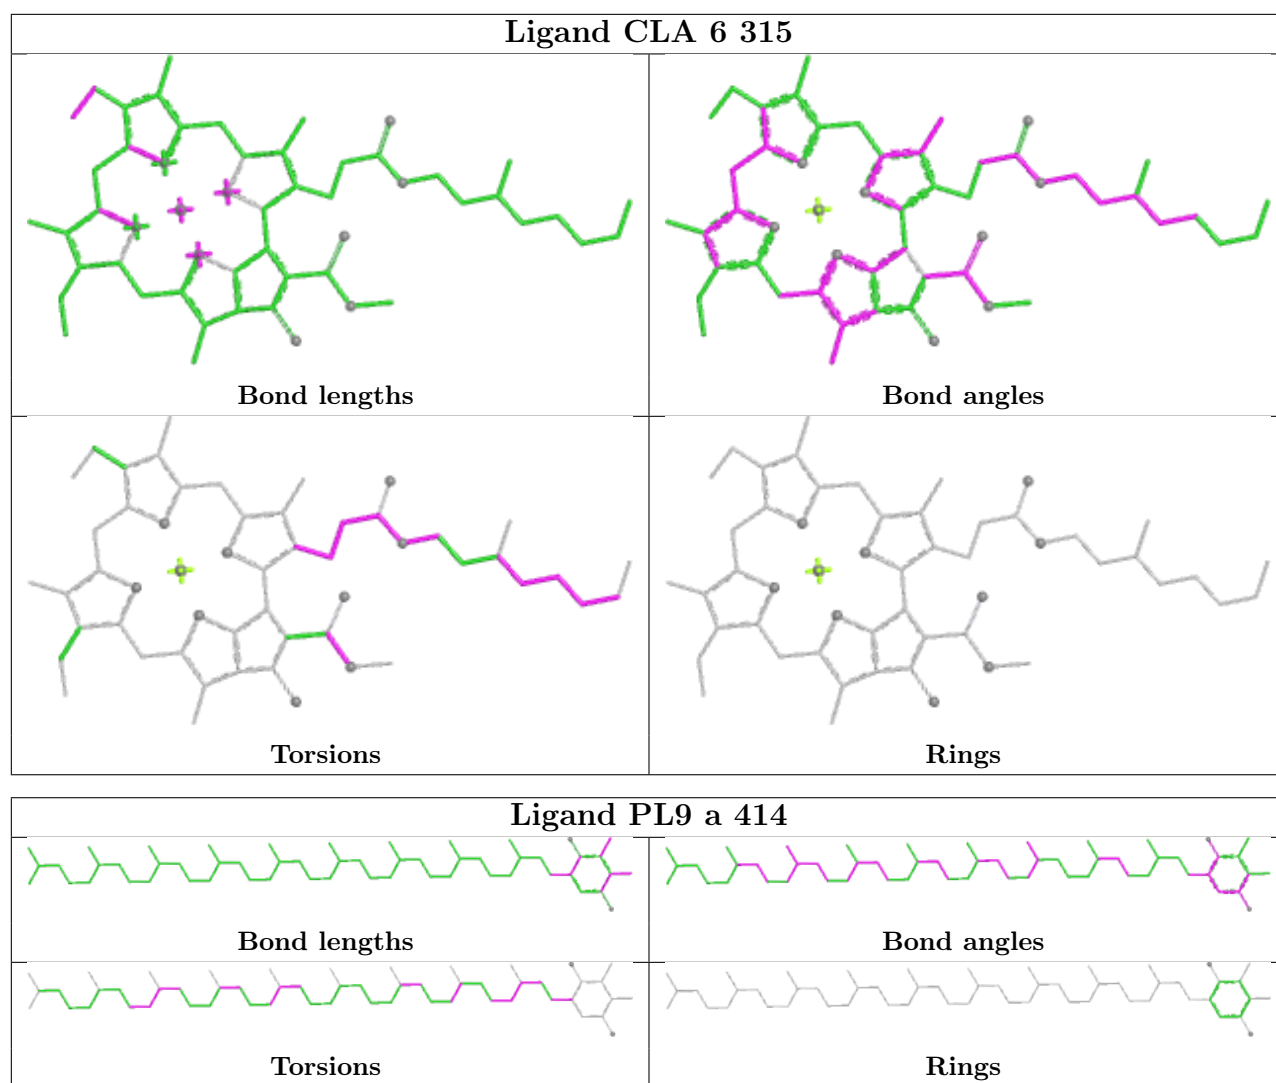 Ligand CLA 6 315
Bond lengths
Bond angles
Torsions
Rings
Ligand PL9 a 414
Bond lengths
Bond angles
Torsions
Rings